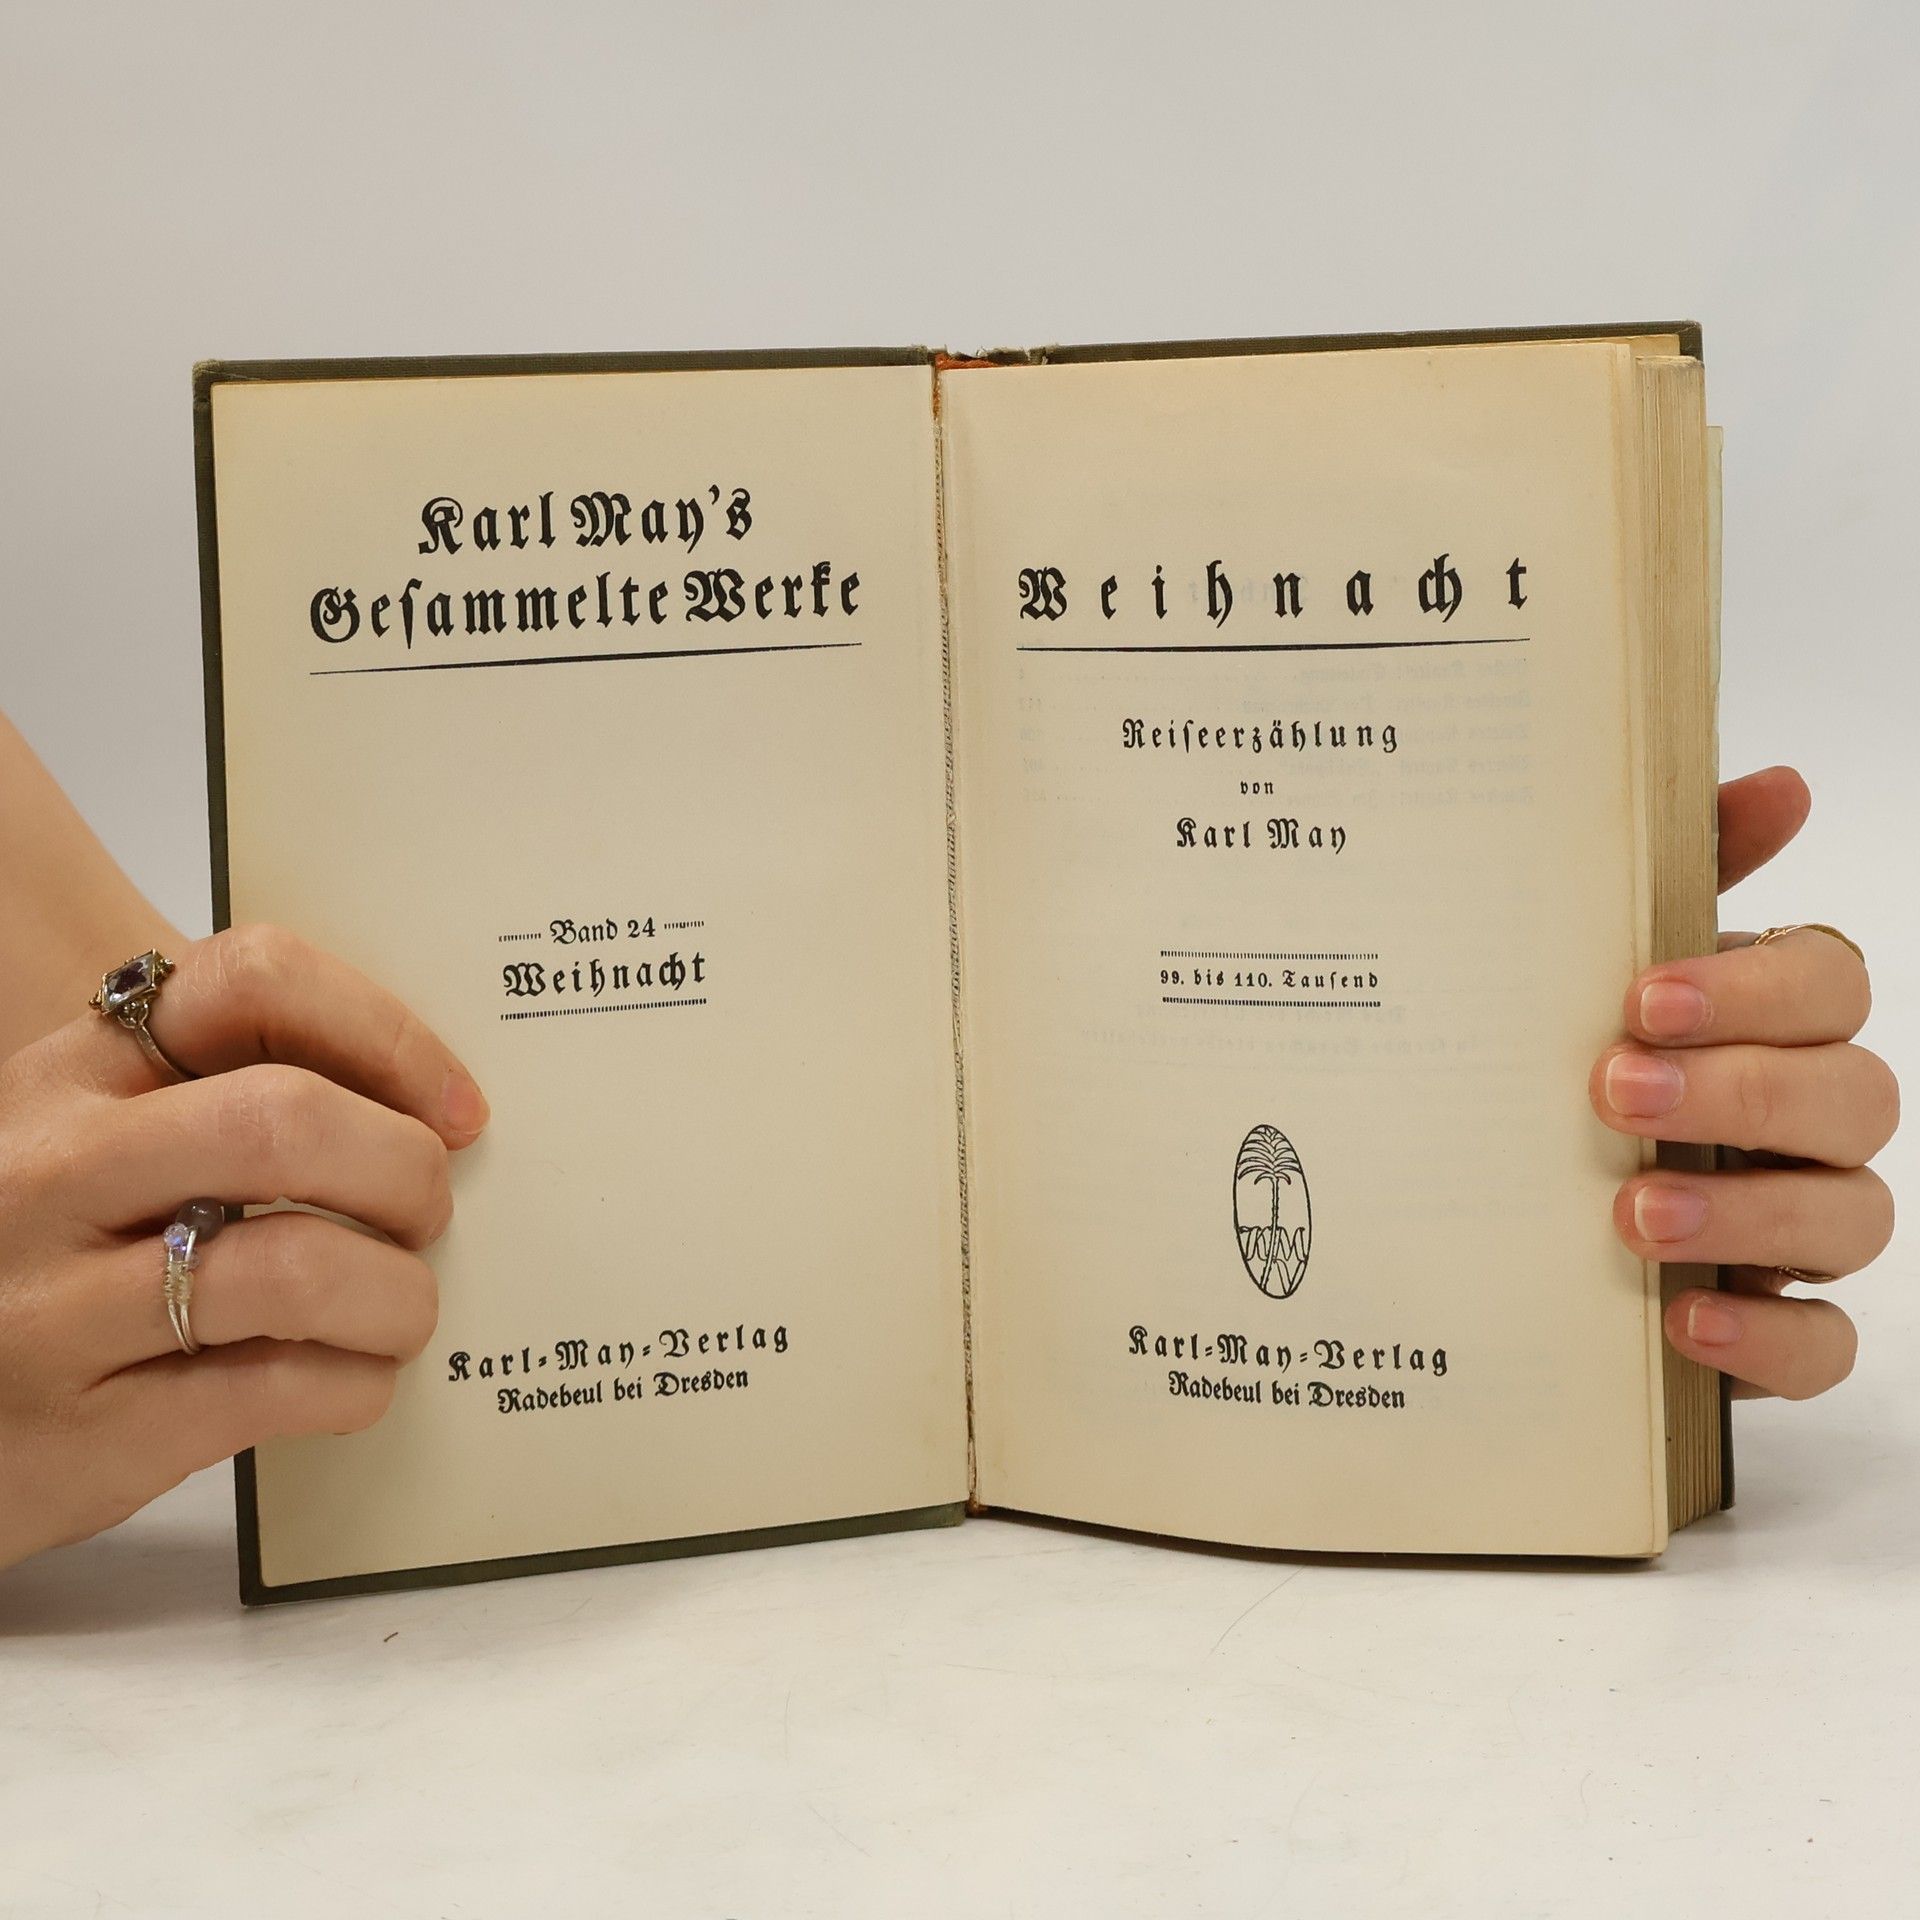 Karl May's
Geſammelte Werke
Band 24
Weihnacht
Karl-May-Verlag
Radebeul bei Dresden
Weihnacht
Reiſeerzählung
von
Karl May
99. bis 110. Tauſend
KMV
Karl-May-Verlag
Radebeul bei Dresden